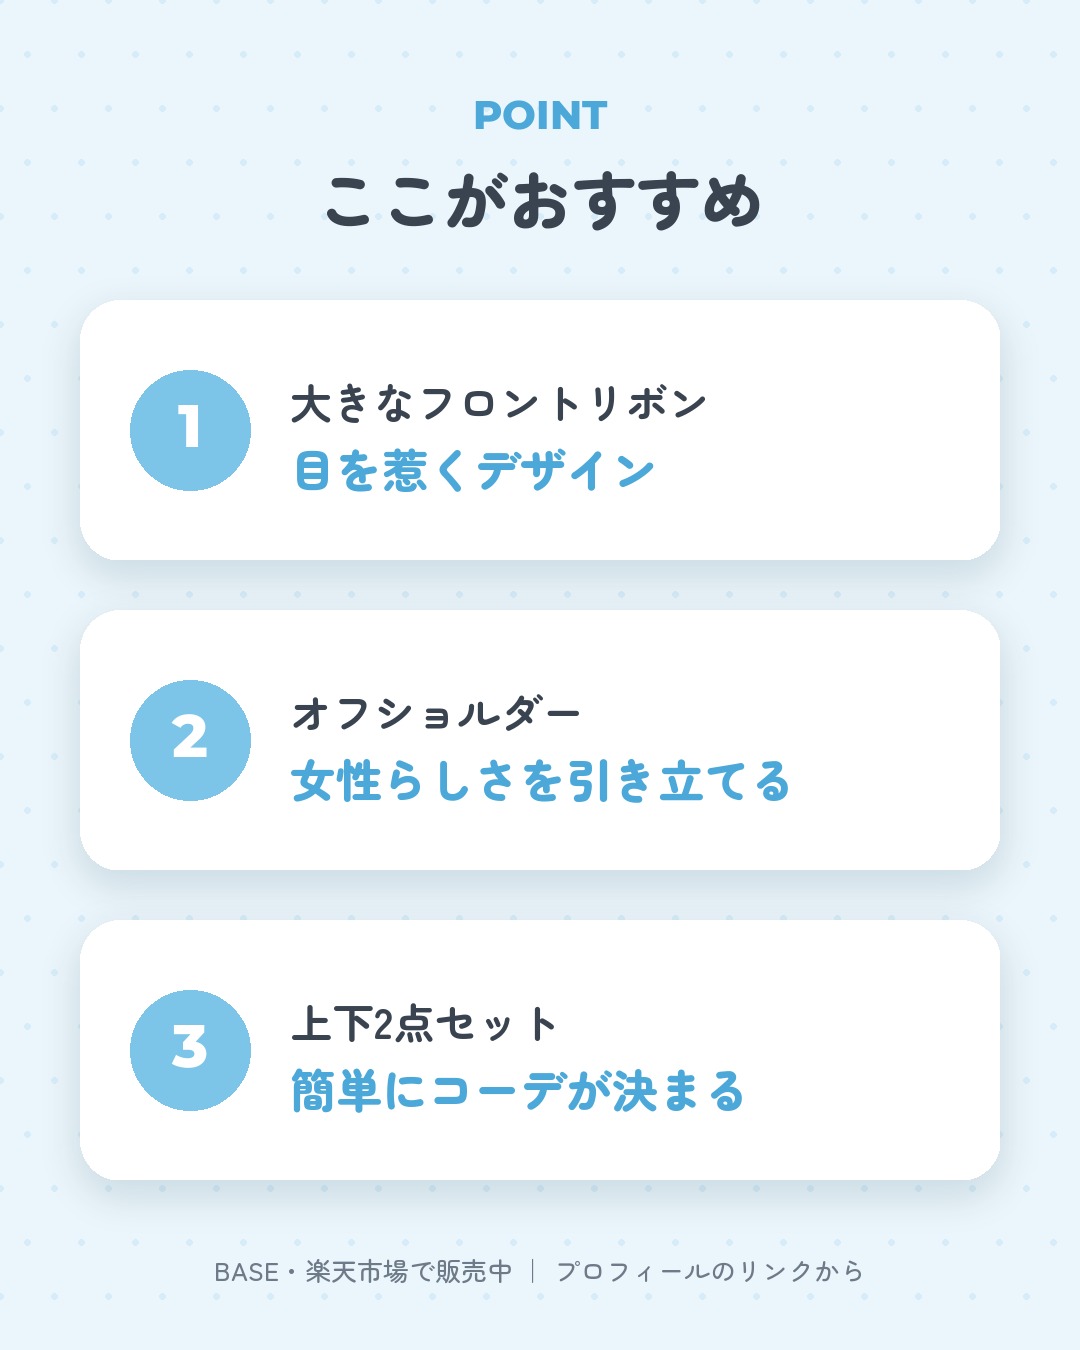 POINT
ここがおすすめ
1
大きなフロントリボン
目を惹くデザイン
2
オフショルダー
女性らしさを引き立てる
3
上下2点セット
簡単にコーデが決まる
BASE・楽天市場で販売中 ｜ プロフィールのリンクから